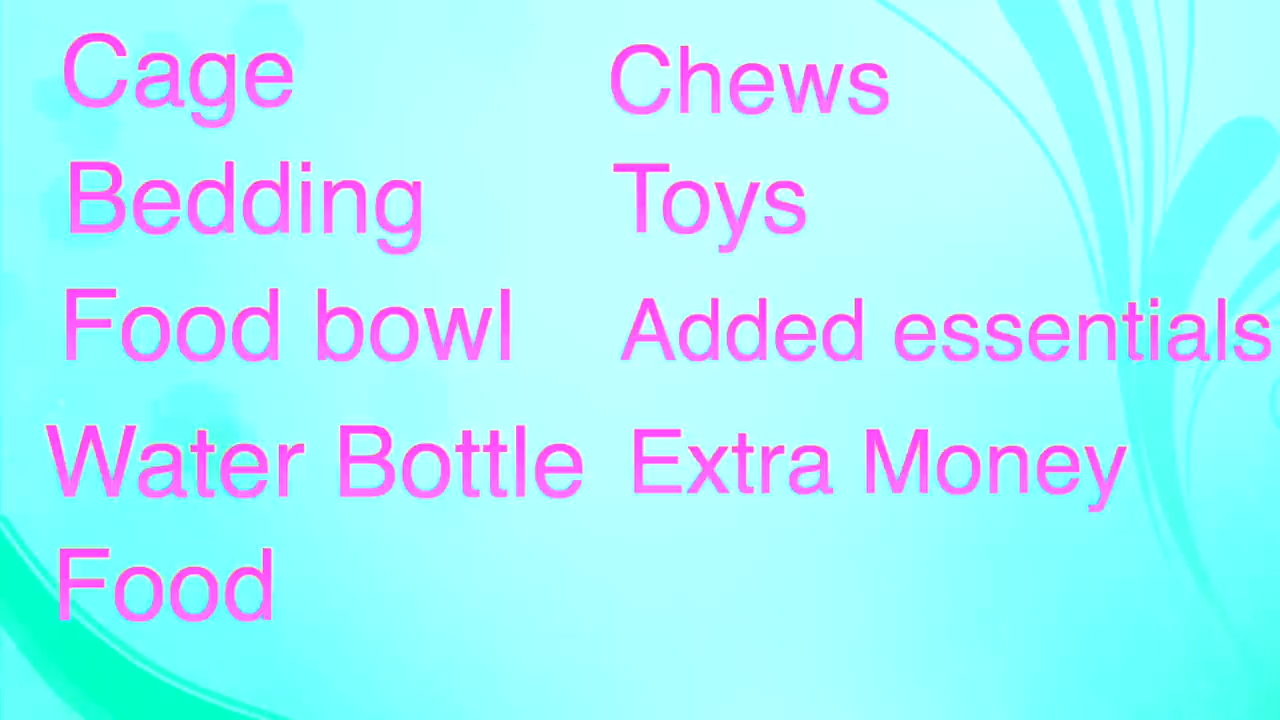 Cage
Bedding
Food bowl
Water Bottle
Food
Chews
Toys
Added essentials
Extra Money